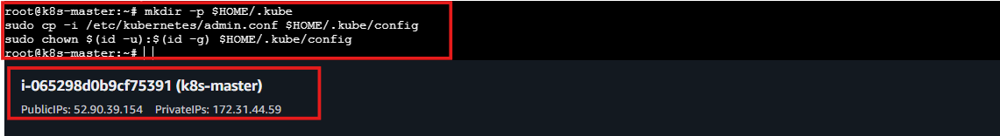 root@k8s-master:~# mkdir -p $HOME/.kube
sudo cp -i /etc/kubernetes/admin.conf $HOME/.kube/config
sudo chown $(id -u):$(id -g) $HOME/.kube/config
root@k8s-master:~#
i-065298d0b9cf75391 (k8s-master)
PublicIPs: 52.90.39.154 PrivateIPs: 172.31.44.59